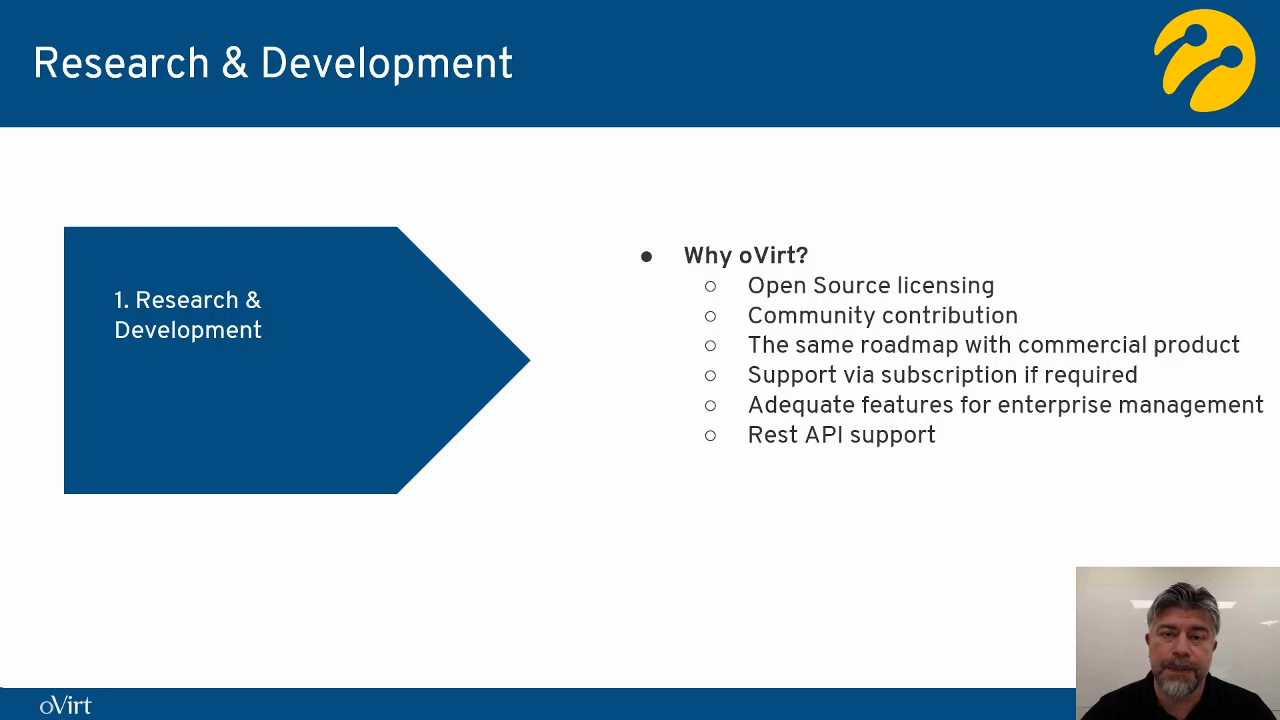 Research & Development
1. Research &
Development
● Why oVirt?
○ Open Source licensing
○ Community contribution
○ The same roadmap with commercial product
○ Support via subscription if required
○ Adequate features for enterprise management
○ Rest API support
oVirt